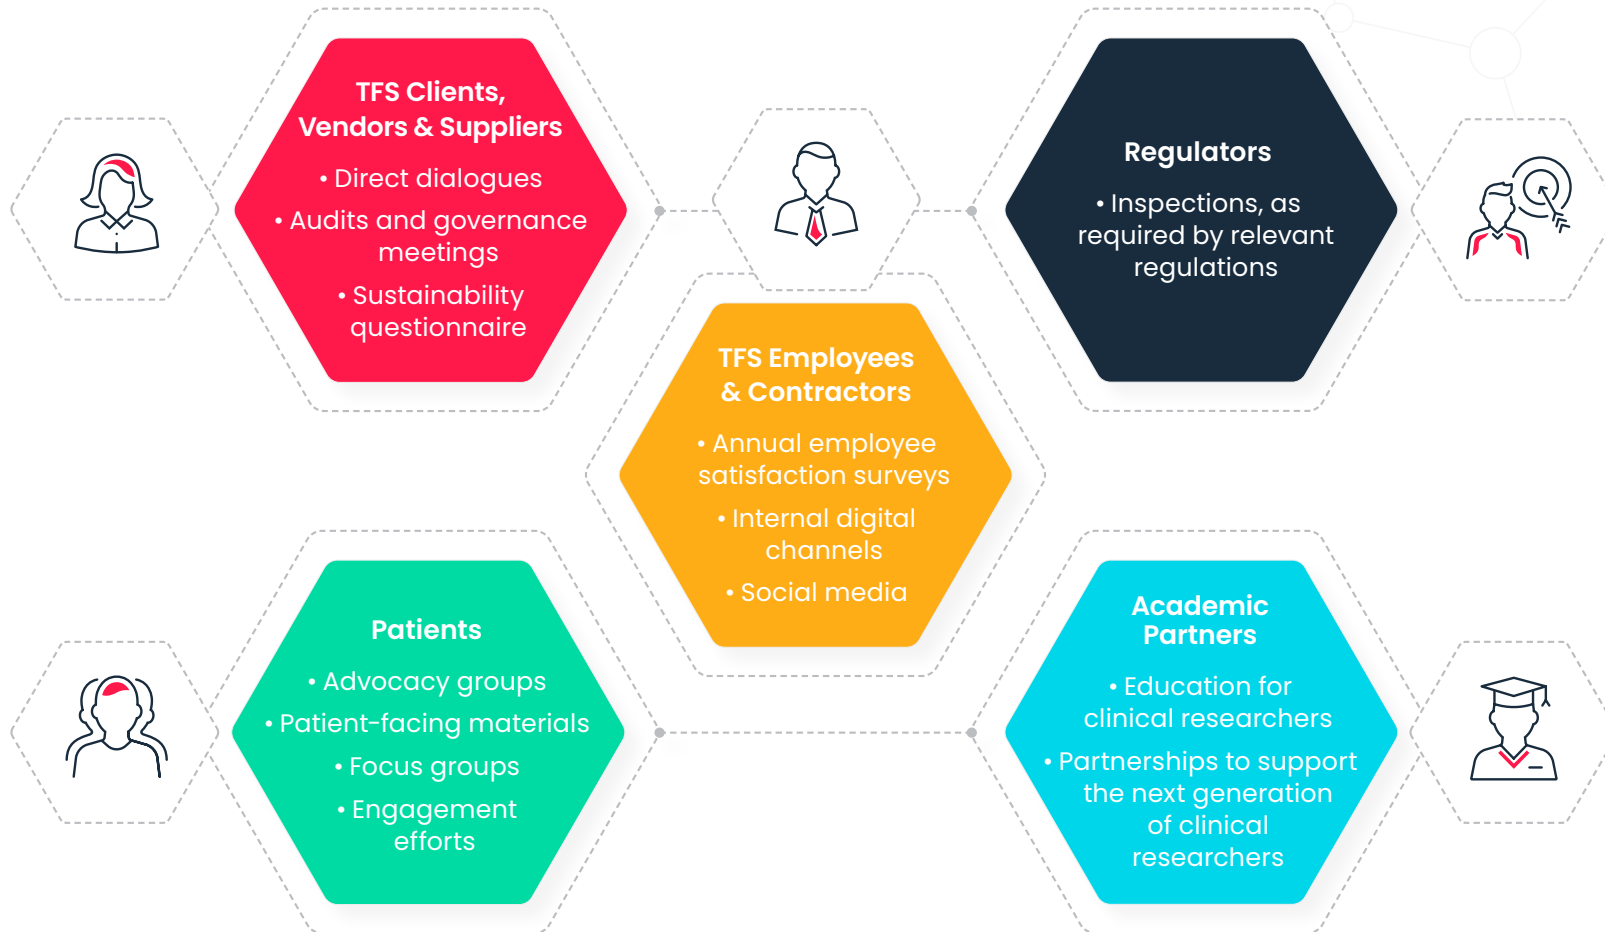 TFS Clients,
Vendors & Suppliers
• Direct dialogues
• Audits and governance
meetings
• Sustainability
questionnaire
Regulators
• Inspections, as
required by relevant
regulations
TFS Employees
& Contractors
• Annual employee
satisfaction surveys
• Internal digital
channels
• Social media
Patients
• Advocacy groups
• Patient-facing materials
• Focus groups
• Engagement
efforts
Academic
Partners
• Education for
clinical researchers
• Partnerships to support
the next generation
of clinical
researchers